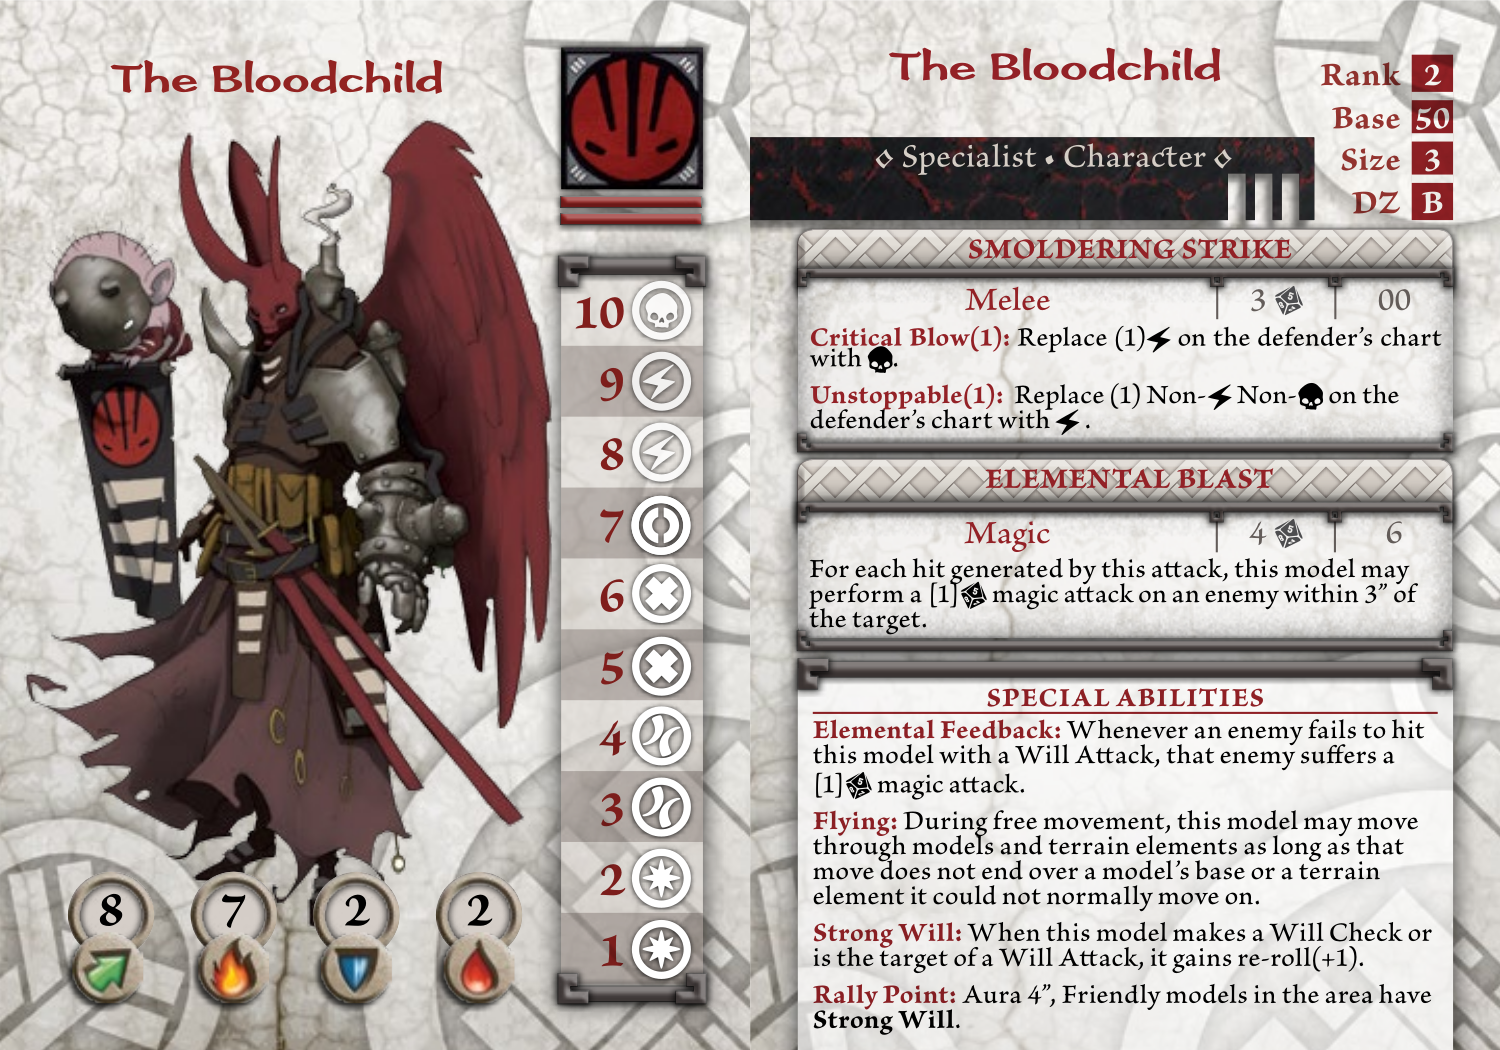 The Bloodchild
10
9
8
7
6
5
4
3
2
1
8 7 2 2
The Bloodchild
Rank 2
Base 50
Size 3
DZ B
Specialist • Character
SMOLDERING STRIKE
Melee 3 00
Critical Blow(1): Replace (1) on the defender's chart
with .
Unstoppable(1): Replace (1) Non- Non- on the
defender's chart with .
ELEMENTAL BLAST
Magic 4 6
For each hit generated by this attack, this model may
perform a [1] magic attack on an enemy within 3" of
the target.
SPECIAL ABILITIES
Elemental Feedback: Whenever an enemy fails to hit
this model with a Will Attack, that enemy suffers a
[1] magic attack.
Flying: During free movement, this model may move
through models and terrain elements as long as that
move does not end over a model's base or a terrain
element it could not normally move on.
Strong Will: When this model makes a Will Check or
is the target of a Will Attack, it gains re-roll(+1).
Rally Point: Aura 4", Friendly models in the area have
Strong Will.